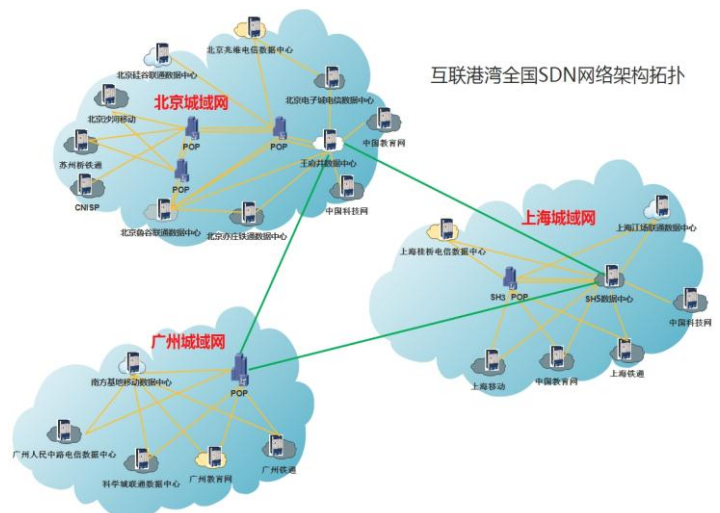 互联港湾全国SDN网络架构拓扑
北京城域网
北京兆维电信数据中心
北京硅谷联通数据中心
北京电子城电信数据中心
北京沙河移动
POP
POP
中国教育网
苏州桥铁通
王府井数据中心
POP
CNISP
中国科技网
北京鲁谷联通数据中心
北京亦庄铁通数据中心
上海城域网
上海江场联通数据中心
上海桂桥电信数据中心
SH3 POP
SH5数据中心
中国科技网
上海移动
中国教育网
上海铁通
广州城域网
南方基地移动数据中心
POP
广州人民中路电信数据中心
科学城联通数据中心
广州教育网
广州铁通